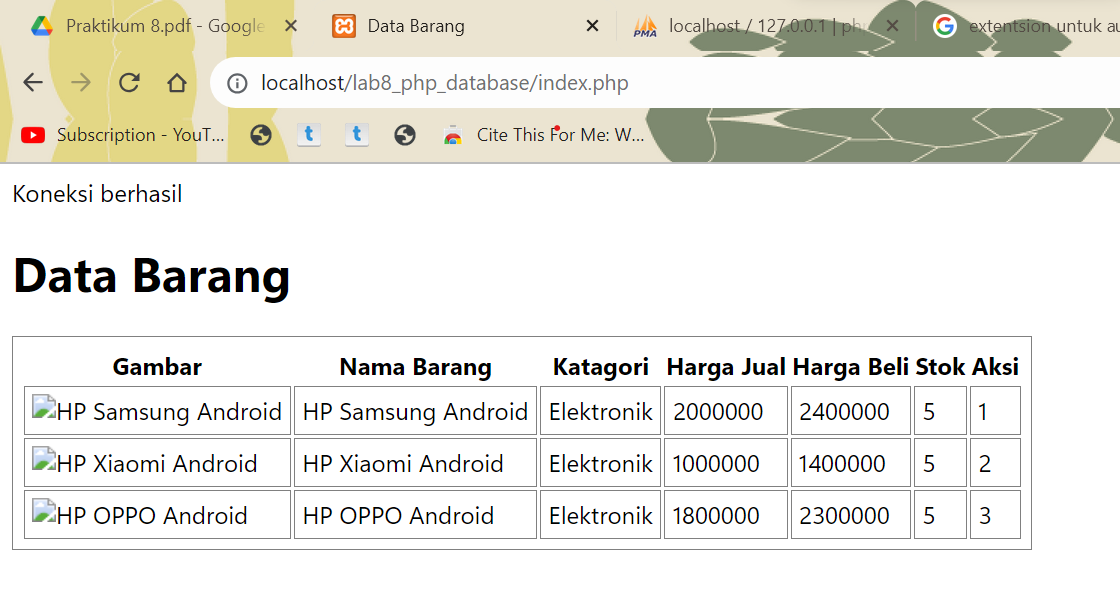 Praktikum 8.pdf - Google
Data Barang
localhost / 127.0.0.1 | ph
extentsion untuk au
localhost/lab8_php_database/index.php
Subscription - YouT...
Cite This For Me: W...
Koneksi berhasil
Data Barang
Gambar Nama Barang Katagori Harga Jual Harga Beli Stok Aksi
HP Samsung Android HP Samsung Android Elektronik 2000000 2400000 5 1
HP Xiaomi Android HP Xiaomi Android Elektronik 1000000 1400000 5 2
HP OPPO Android HP OPPO Android Elektronik 1800000 2300000 5 3